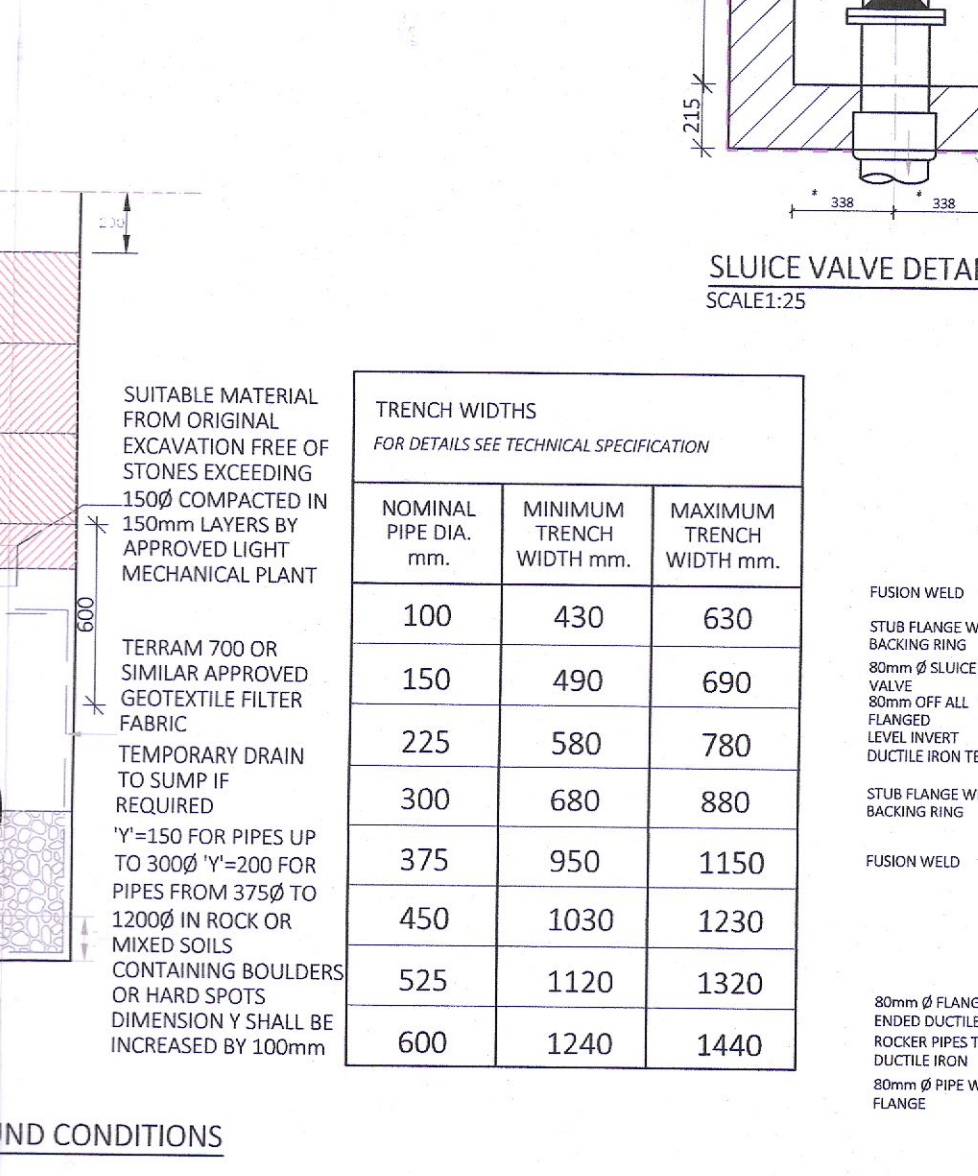 215
338
338
*
*
SLUICE VALVE DETA
SCALE1:25
200
600
SUITABLE MATERIAL
FROM ORIGINAL
EXCAVATION FREE OF
STONES EXCEEDING
150Ø COMPACTED IN
150mm LAYERS BY
APPROVED LIGHT
MECHANICAL PLANT
TERRAM 700 OR
SIMILAR APPROVED
GEOTEXTILE FILTER
FABRIC
TEMPORARY DRAIN
TO SUMP IF
REQUIRED
'Y'=150 FOR PIPES UP
TO 300Ø 'Y'=200 FOR
PIPES FROM 375Ø TO
1200Ø IN ROCK OR
MIXED SOILS
CONTAINING BOULDERS
OR HARD SPOTS
DIMENSION Y SHALL BE
INCREASED BY 100mm
TRENCH WIDTHS
FOR DETAILS SEE TECHNICAL SPECIFICATION
NOMINAL PIPE DIA. mm. MINIMUM TRENCH WIDTH mm. MAXIMUM TRENCH WIDTH mm.
100 430 630
150 490 690
225 580 780
300 680 880
375 950 1150
450 1030 1230
525 1120 1320
600 1240 1440
FUSION WELD
STUB FLANGE W
BACKING RING
80mm Ø SLUICE
VALVE
80mm OFF ALL
FLANGED
LEVEL INVERT
DUCTILE IRON TE
STUB FLANGE W
BACKING RING
FUSION WELD
80mm Ø FLANG
ENDED DUCTILE
ROCKER PIPES T
DUCTILE IRON
80mm Ø PIPE W
FLANGE
ND CONDITIONS